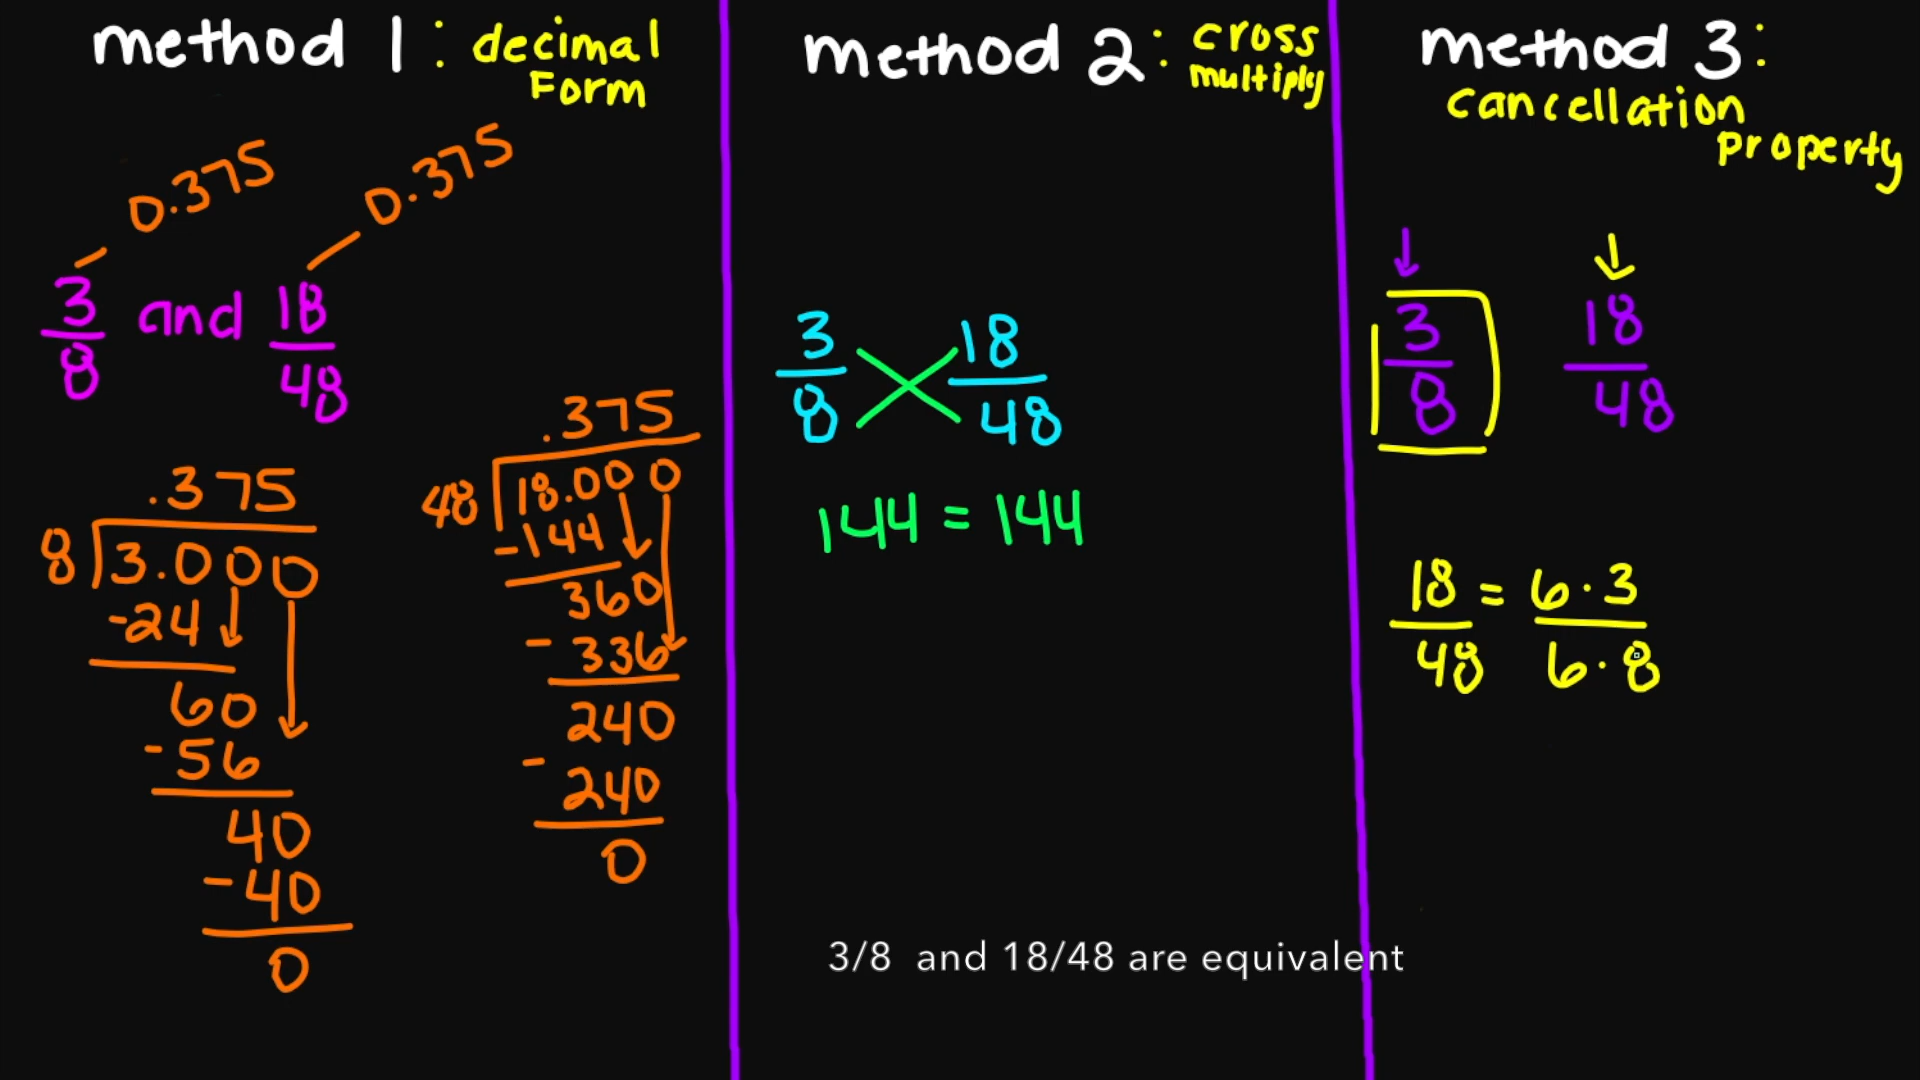 method 1: decimal
Form
0.375
0.375
3/8 and 18/48
.375
8 3.000
-24
60
-56
40
-40
0
.375
48 18.000
-144
360
-336
240
-240
0
method 2: cross
multiply
3/8 18/48
144 = 144
method 3:
cancellation
property
3/8 18/48
18/48 = 6·3/6·8
3/8 and 18/48 are equivalent